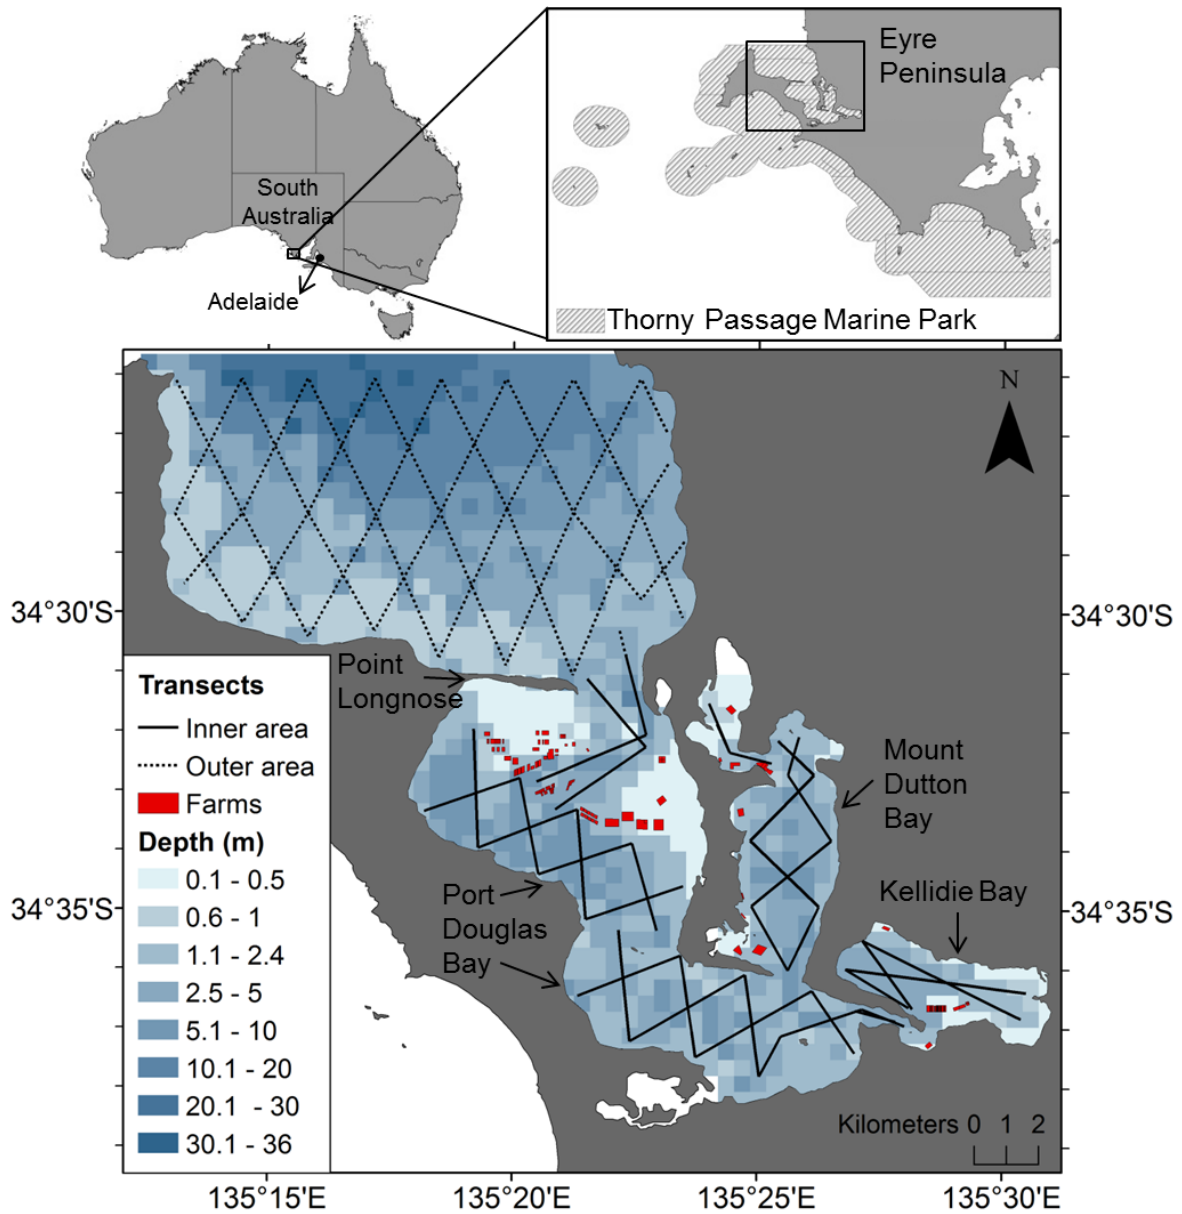 South
Australia
Adelaide
Eyre
Peninsula
Thorny Passage Marine Park
N
34°30'S
34°30'S
Point
Longnose
Transects
Inner area
Outer area
Farms
Depth (m)
0.1 - 0.5
0.6 - 1
1.1 - 2.4
2.5 - 5
5.1 - 10
10.1 - 20
20.1 - 30
30.1 - 36
Mount
Dutton
Bay
Kellidie Bay
34°35'S
34°35'S
Port
Douglas
Bay
Kilometers 0 1 2
135°15'E
135°20'E
135°25'E
135°30'E